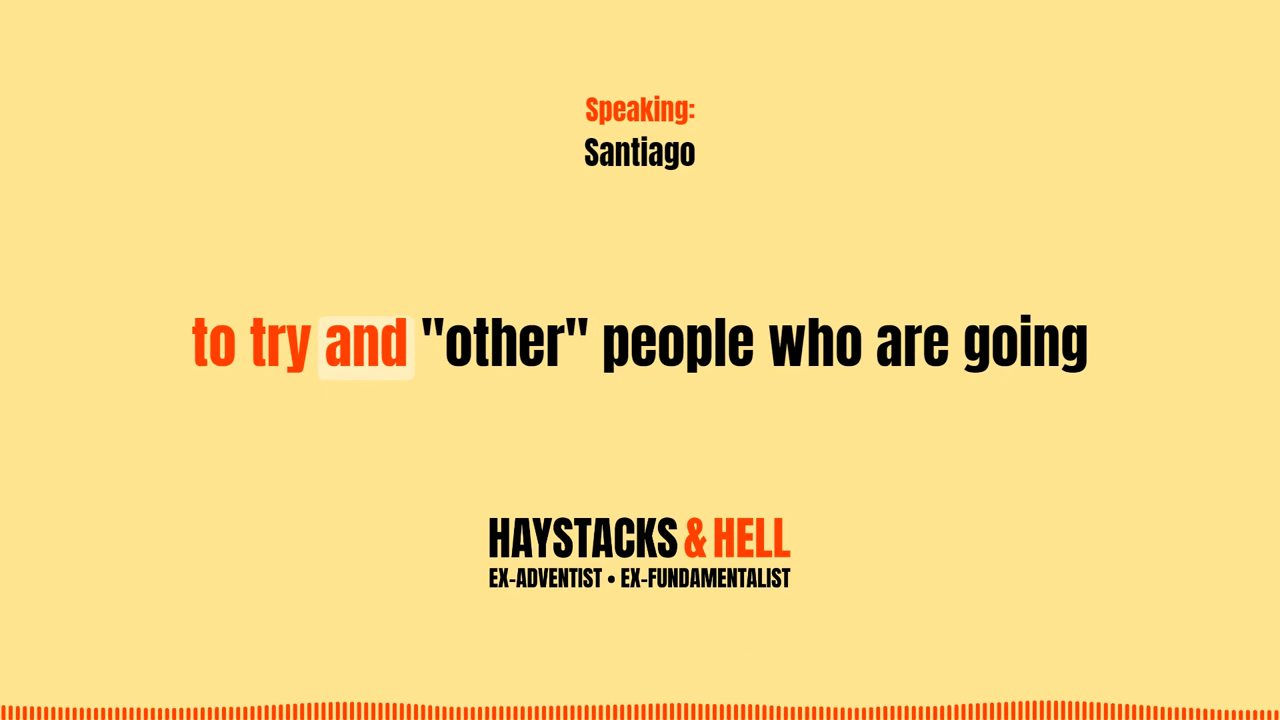 Speaking:
Santiago
to try and "other" people who are going
HAYSTACKS & HELL
EX-ADVENTIST • EX-FUNDAMENTALIST